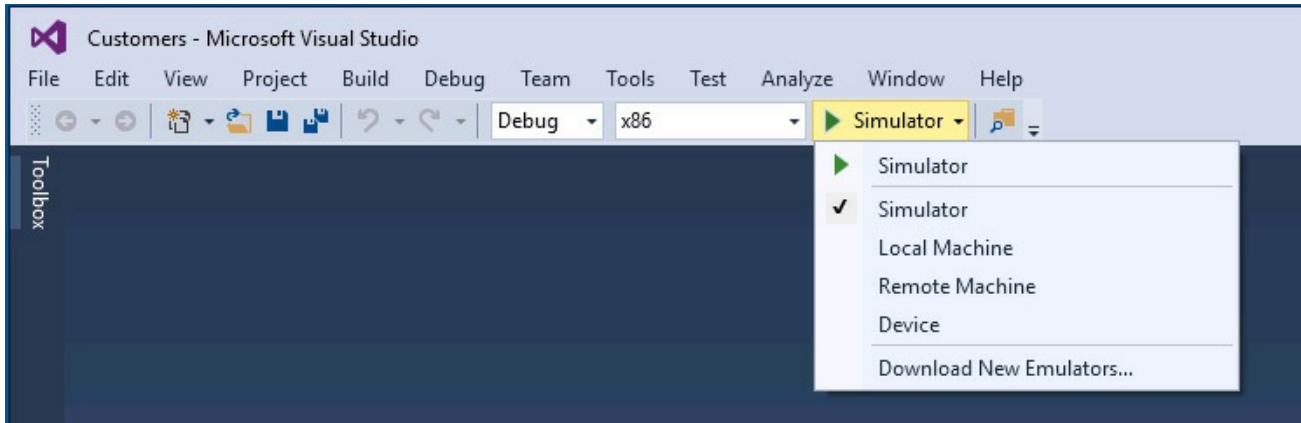 Customers - Microsoft Visual Studio
File Edit View Project Build Debug Team Tools Test Analyze Window Help
Debug x86 Simulator
Toolbox
Simulator
Simulator
Local Machine
Remote Machine
Device
Download New Emulators...